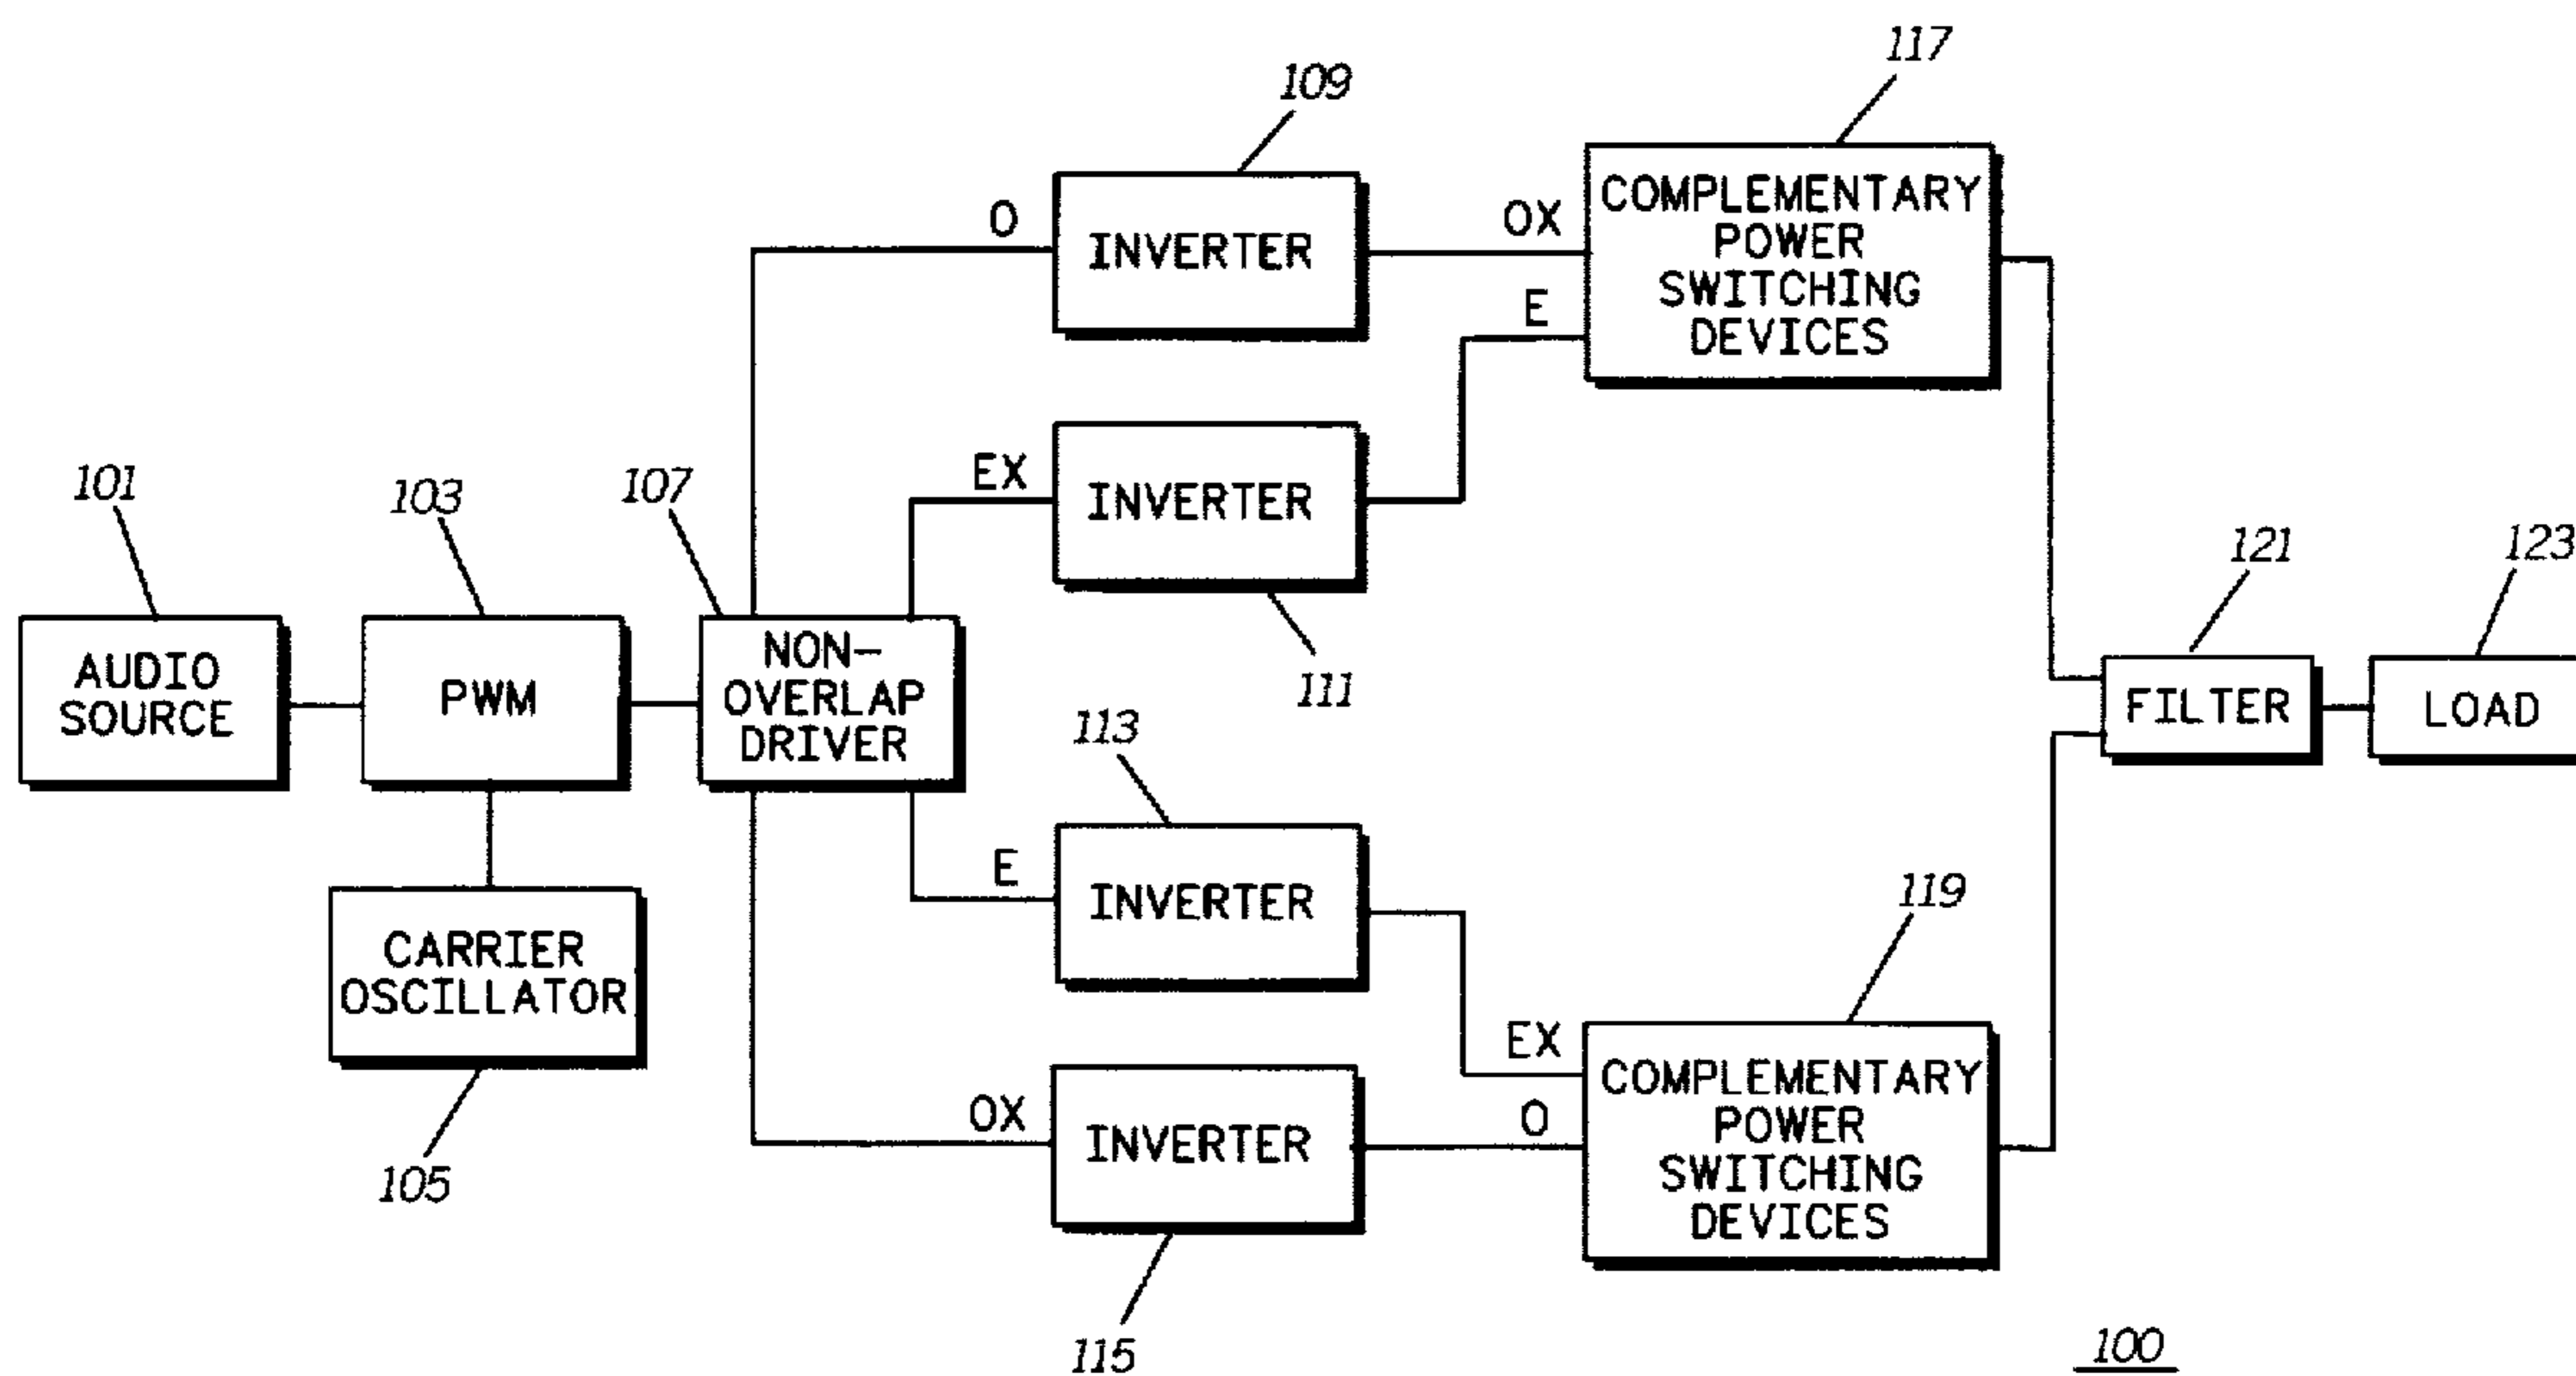 117
109
O
INVERTER
OX
COMPLEMENTARY
POWER
SWITCHING
DEVICES
E
EX
INVERTER
111
101
103
107
121
123
AUDIO
SOURCE
PWM
NON-
OVERLAP
DRIVER
FILTER
LOAD
113
E
INVERTER
CARRIER
OSCILLATOR
105
119
EX
COMPLEMENTARY
POWER
SWITCHING
DEVICES
OX
INVERTER
O
115
100